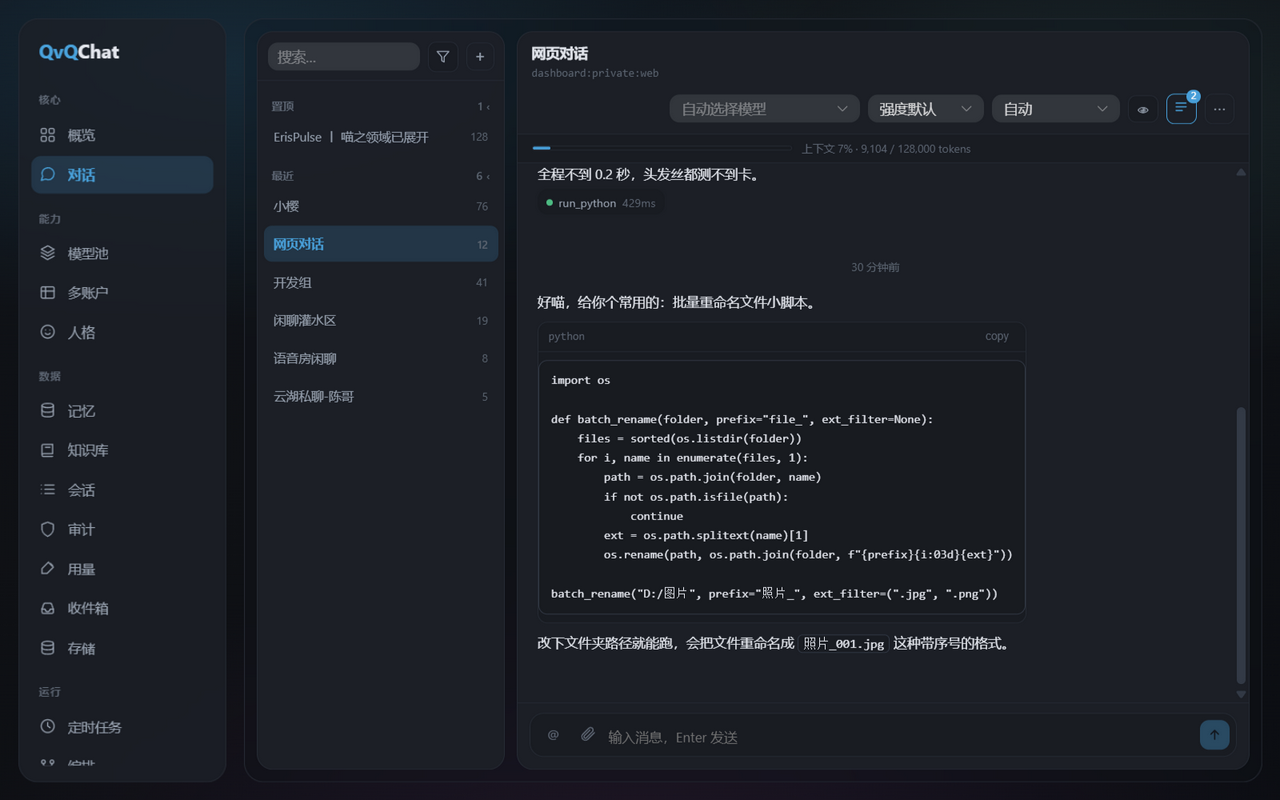 QvQChat
核心
概览
对话
能力
模型池
多账户
人格
数据
记忆
知识库
会话
审计
用量
收件箱
存储
运行
定时任务
搜索...
+
置顶
1 ‹
ErisPulse 丨 喵之领域已展开
128
最近
6 ‹
小樱
76
网页对话
12
开发组
41
闲聊灌水区
19
语音房闲聊
8
云湖私聊-陈哥
5
网页对话
dashboard:private:web
自动选择模型
强度默认
自动
2
···
上下文 7% · 9,104 / 128,000 tokens
全程不到 0.2 秒，头发丝都测不到卡。
run_python 429ms
30 分钟前
好喵，给你个常用的：批量重命名文件小脚本。
python
copy
import os
def batch_rename(folder, prefix="file_", ext_filter=None):
files = sorted(os.listdir(folder))
for i, name in enumerate(files, 1):
path = os.path.join(folder, name)
if not os.path.isfile(path):
continue
ext = os.path.splitext(name)[1]
os.rename(path, os.path.join(folder, f"{prefix}{i:03d}{ext}"))
batch_rename("D:/图片", prefix="照片_", ext_filter=(".jpg", ".png"))
改下文件夹路径就能跑，会把文件重命名成 照片_001.jpg 这种带序号的格式。
@
输入消息，Enter 发送